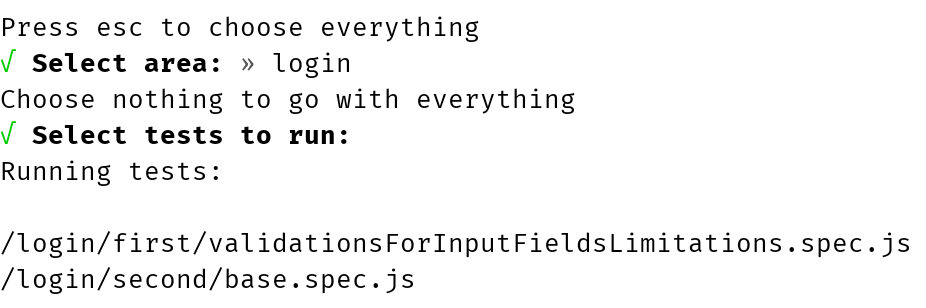 Press esc to choose everything
√ Select area: » login
Choose nothing to go with everything
√ Select tests to run:
Running tests:
/login/first/validationsForInputFieldsLimitations.spec.js
/login/second/base.spec.js